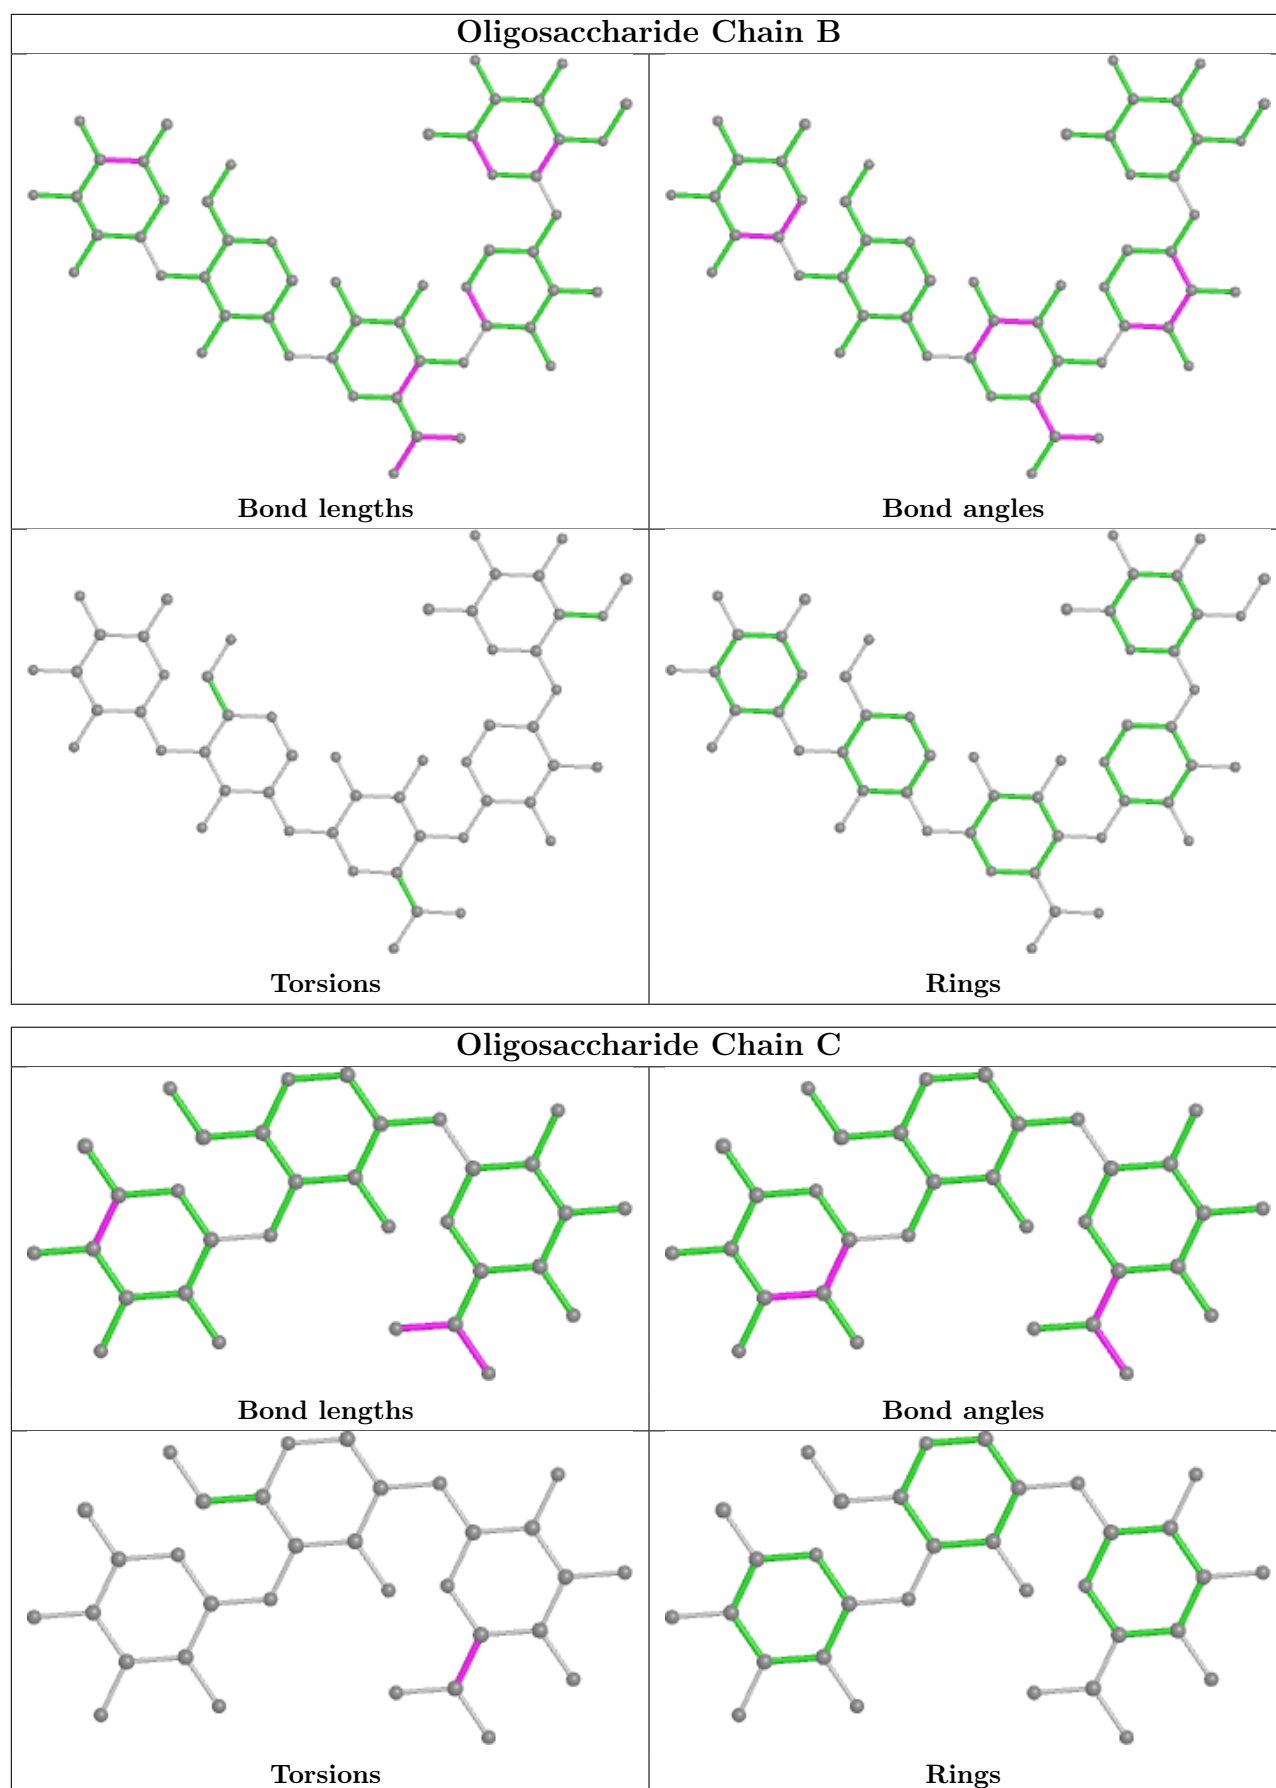 Oligosaccharide Chain B
Bond lengths
Bond angles
Torsions
Rings
Oligosaccharide Chain C
Bond lengths
Bond angles
Torsions
Rings